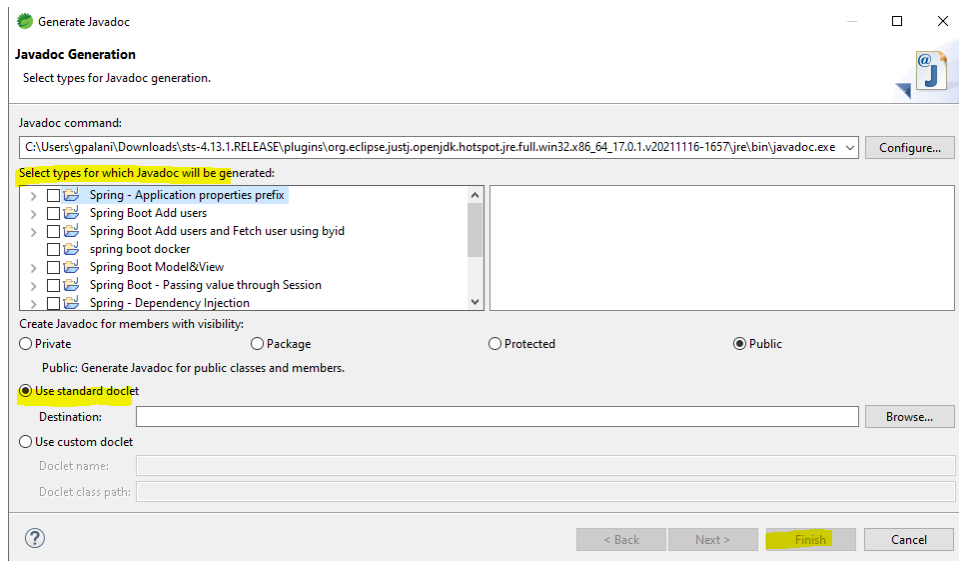 Generate Javadoc
Javadoc Generation
Select types for Javadoc generation.
@
J
Javadoc command:
C:\Users\gpalani\Downloads\sts-4.13.1.RELEASE\plugins\org.eclipse.justj.openjdk.hotspot.jre.full.win32.x86_64_17.0.1.v20211116-1657\jre\bin\javadoc.exe Configure...
Select types for which Javadoc will be generated:
Spring - Application properties prefix
Spring Boot Add users
Spring Boot Add users and Fetch user using byid
spring boot docker
Spring Boot Model&View
Spring Boot - Passing value through Session
Spring - Dependency Injection
Create Javadoc for members with visibility:
Private Package Protected Public
Public: Generate Javadoc for public classes and members.
Use standard doclet
Destination: Browse...
Use custom doclet
Doclet name:
Doclet class path:
? < Back Next > Finish Cancel